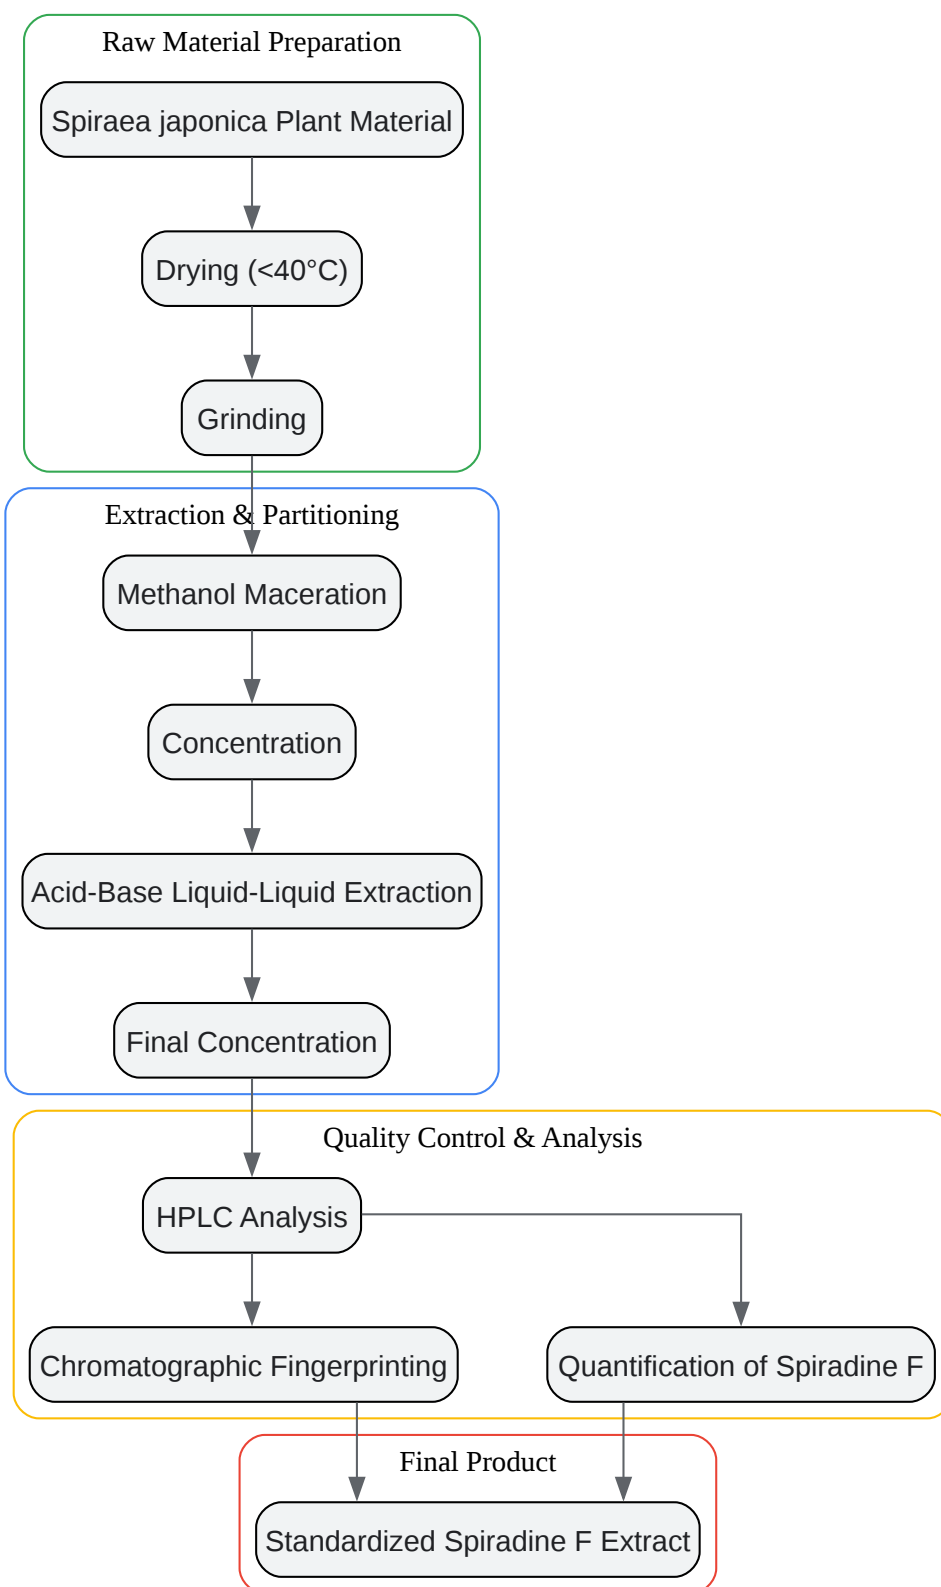 Raw Material Preparation
Spiraea japonica Plant Material
Drying (<40°C)
Grinding
Extraction & Partitioning
Methanol Maceration
Concentration
Acid-Base Liquid-Liquid Extraction
Final Concentration
Quality Control & Analysis
HPLC Analysis
Chromatographic Fingerprinting
Quantification of Spiradine F
Final Product
Standardized Spiradine F Extract